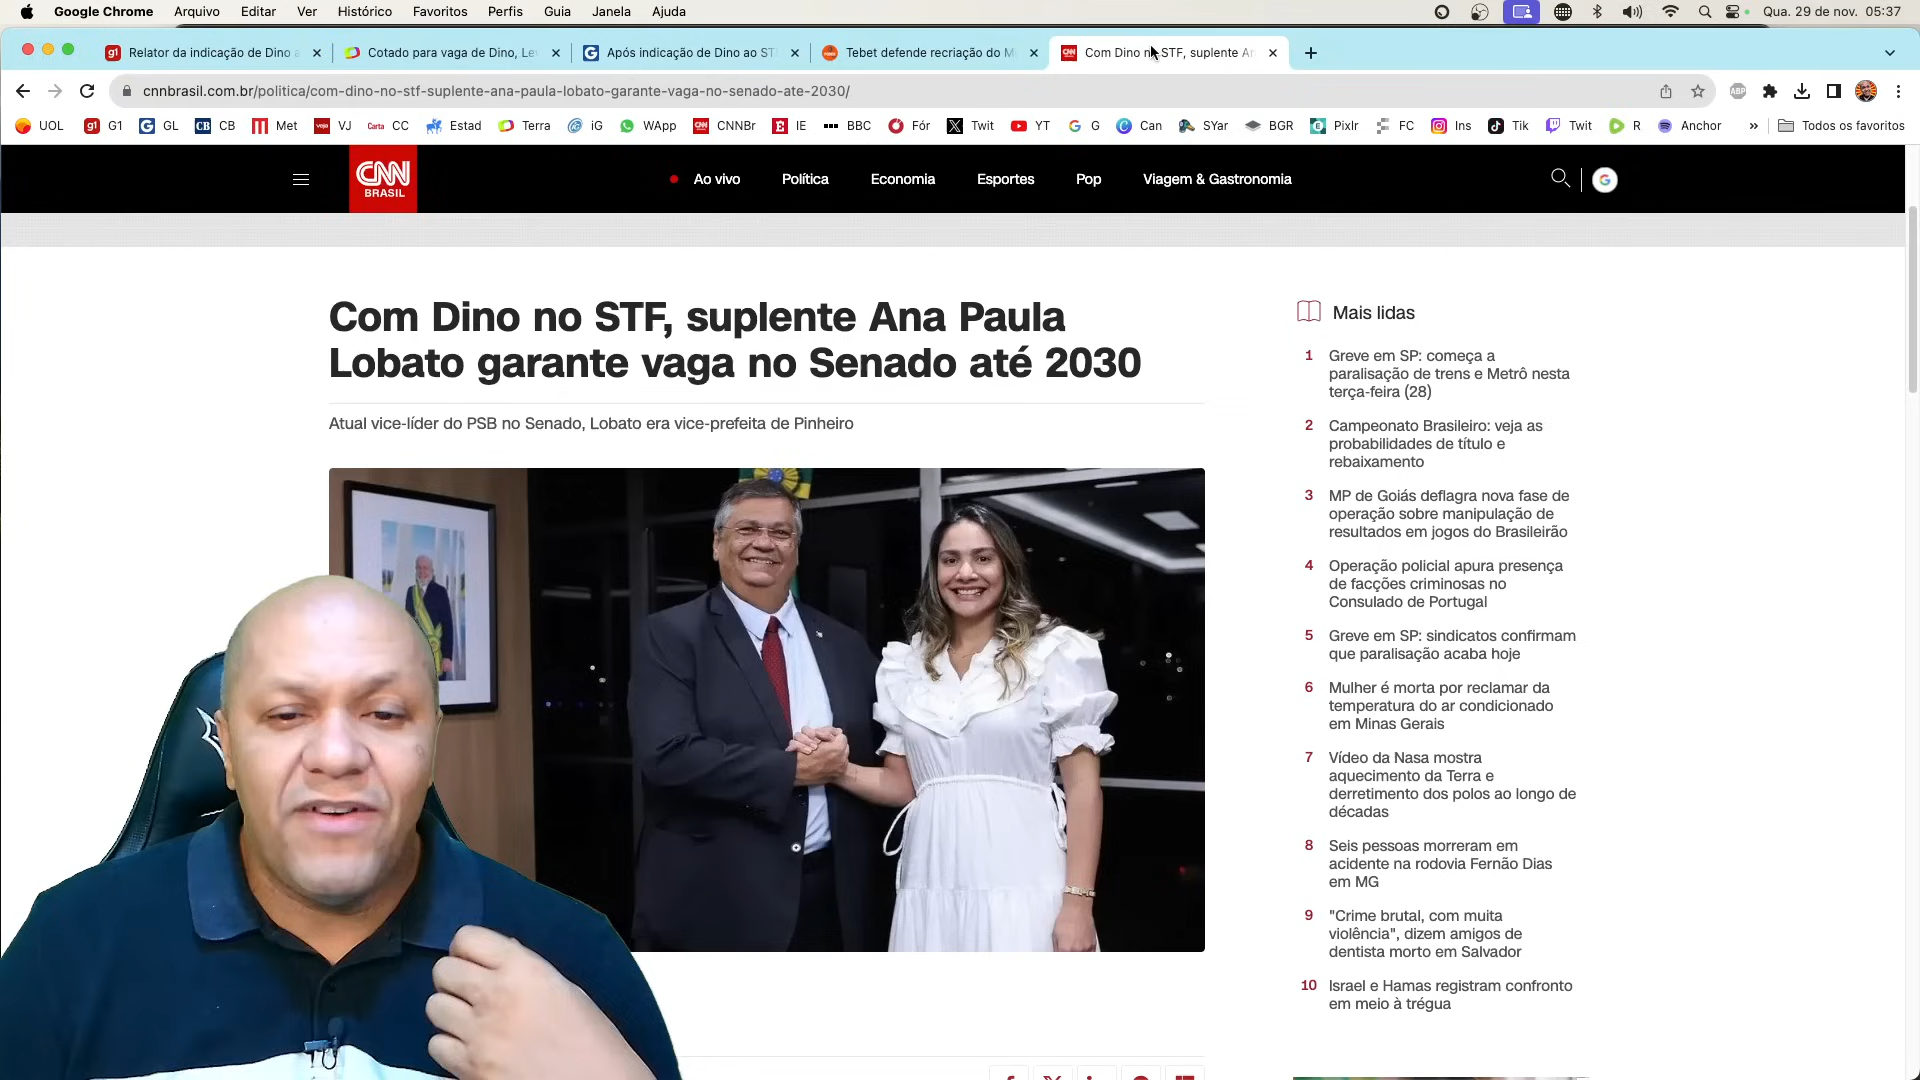 Google Chrome Arquivo Editar Ver Histórico Favoritos Perfis Guia Janela Ajuda
Qua. 29 de nov. 05:37
Relator da indicação de Dino a
Cotado para vaga de Dino, Le
Após indicação de Dino ao ST
Tebet defende recriação do M
Com Dino no STF, suplente An
cnnbrasil.com.br/politica/com-dino-no-stf-suplente-ana-paula-lobato-garante-vaga-no-senado-ate-2030/
UOL G1 GL CB Met VJ CC Estad Terra iG WApp CNNBr IE BBC Fór Twit YT G Can SYar BGR Pixlr FC Ins Tik Twit R Anchor » Todos os favoritos
CNN
BRASIL
Ao vivo Política Economia Esportes Pop Viagem & Gastronomia
Com Dino no STF, suplente Ana Paula
Lobato garante vaga no Senado até 2030
Atual vice-líder do PSB no Senado, Lobato era vice-prefeita de Pinheiro
Mais lidas
1 Greve em SP: começa a
paralisação de trens e Metrô nesta
terça-feira (28)
2 Campeonato Brasileiro: veja as
probabilidades de título e
rebaixamento
3 MP de Goiás deflagra nova fase de
operação sobre manipulação de
resultados em jogos do Brasileirão
4 Operação policial apura presença
de facções criminosas no
Consulado de Portugal
5 Greve em SP: sindicatos confirmam
que paralisação acaba hoje
6 Mulher é morta por reclamar da
temperatura do ar condicionado
em Minas Gerais
7 Vídeo da Nasa mostra
aquecimento da Terra e
derretimento dos polos ao longo de
décadas
8 Seis pessoas morreram em
acidente na rodovia Fernão Dias
em MG
9 "Crime brutal, com muita
violência", dizem amigos de
dentista morto em Salvador
10 Israel e Hamas registram confronto
em meio à trégua